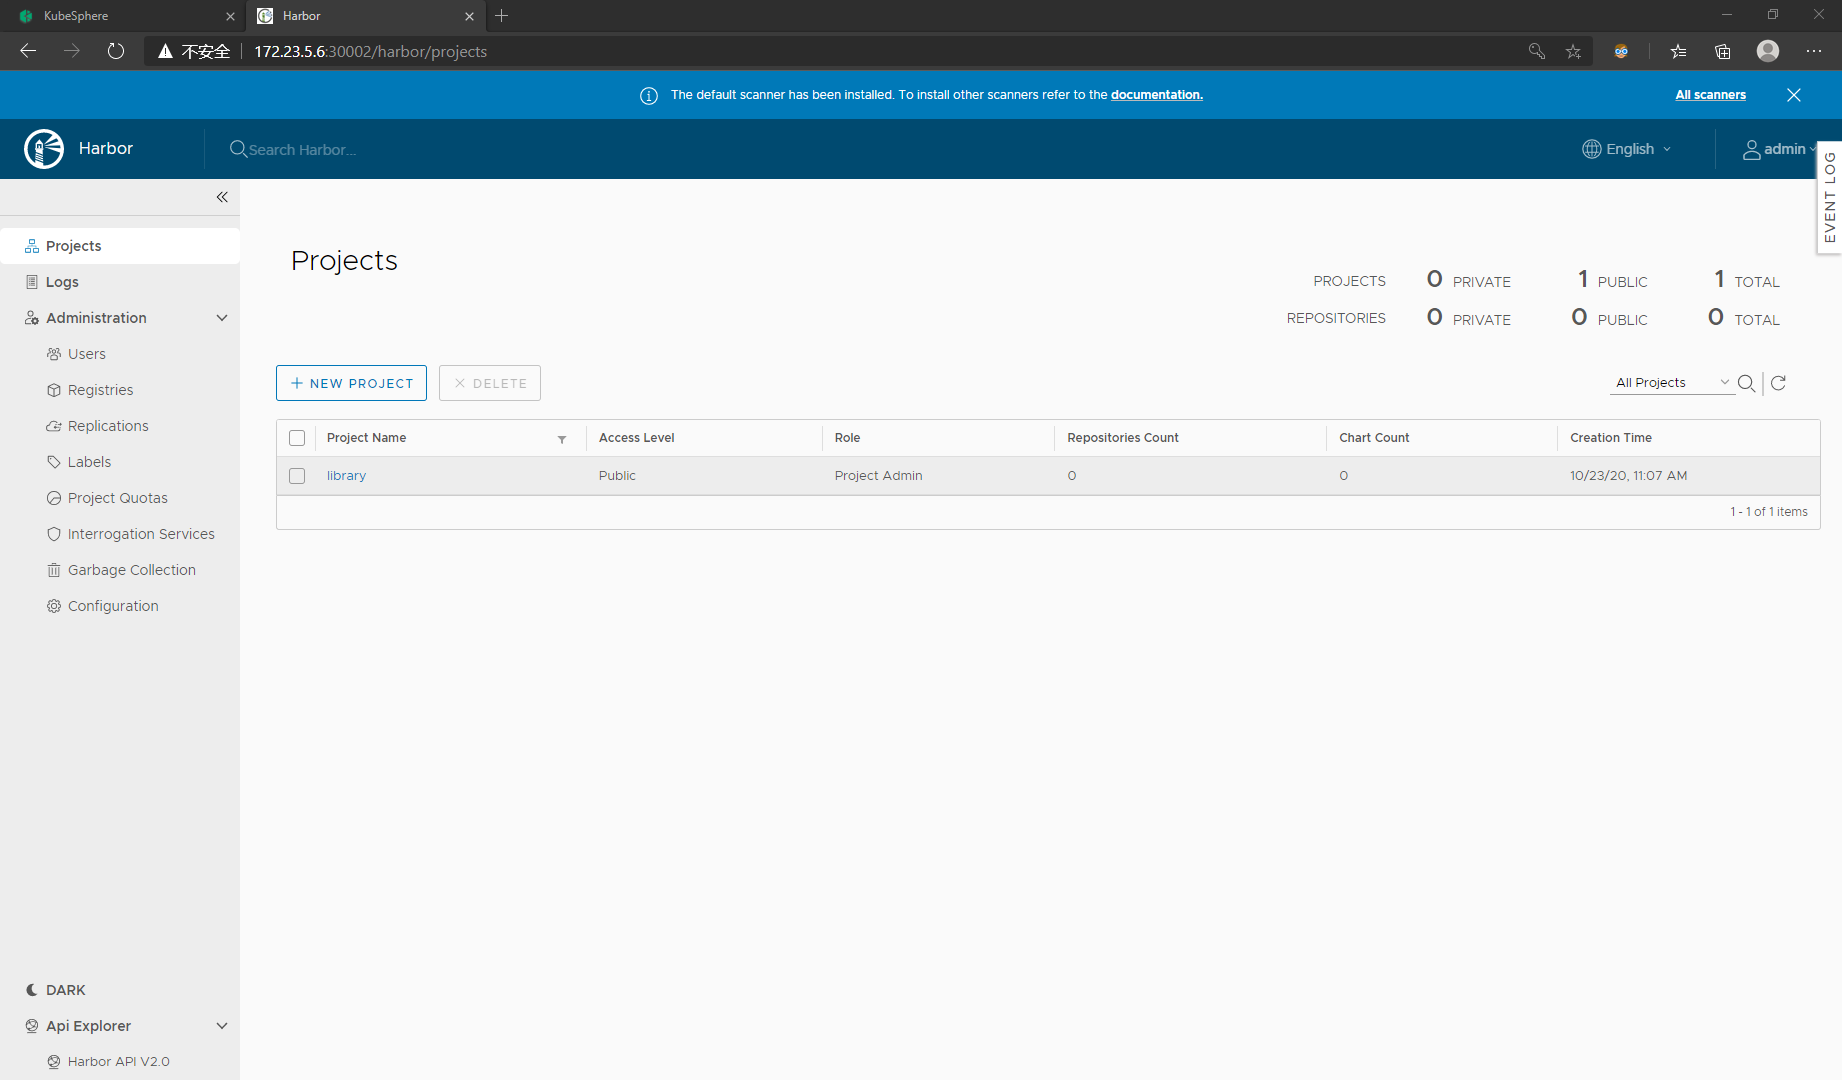 KubeSphere
Harbor
不安全
172.23.5.6:30002/harbor/projects
The default scanner has been installed. To install other scanners refer to the documentation.
All scanners
Harbor
Search Harbor...
English
admin
EVENT LOG
Projects
Logs
Administration
Users
Registries
Replications
Labels
Project Quotas
Interrogation Services
Garbage Collection
Configuration
DARK
Api Explorer
Harbor API V2.0
Projects
PROJECTS 0 PRIVATE 1 PUBLIC 1 TOTAL
REPOSITORIES 0 PRIVATE 0 PUBLIC 0 TOTAL
NEW PROJECT
DELETE
All Projects
Project Name Access Level Role Repositories Count Chart Count Creation Time
library Public Project Admin 0 0 10/23/20, 11:07 AM
1 - 1 of 1 items